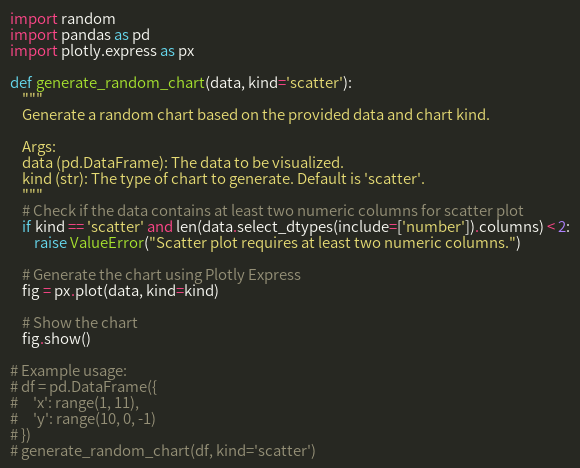 import random
import pandas as pd
import plotly.express as px

def generate_random_chart(data, kind='scatter'):
    """
    Generate a random chart based on the provided data and chart kind.

    Args:
    data (pd.DataFrame): The data to be visualized.
    kind (str): The type of chart to generate. Default is 'scatter'.
    """
    # Check if the data contains at least two numeric columns for scatter plot
    if kind == 'scatter' and len(data.select_dtypes(include=['number']).columns) < 2:
        raise ValueError("Scatter plot requires at least two numeric columns.")

    # Generate the chart using Plotly Express
    fig = px.plot(data, kind=kind)

    # Show the chart
    fig.show()

# Example usage:
# df = pd.DataFrame({
#     'x': range(1, 11),
#     'y': range(10, 0, -1)
# })
# generate_random_chart(df, kind='scatter')